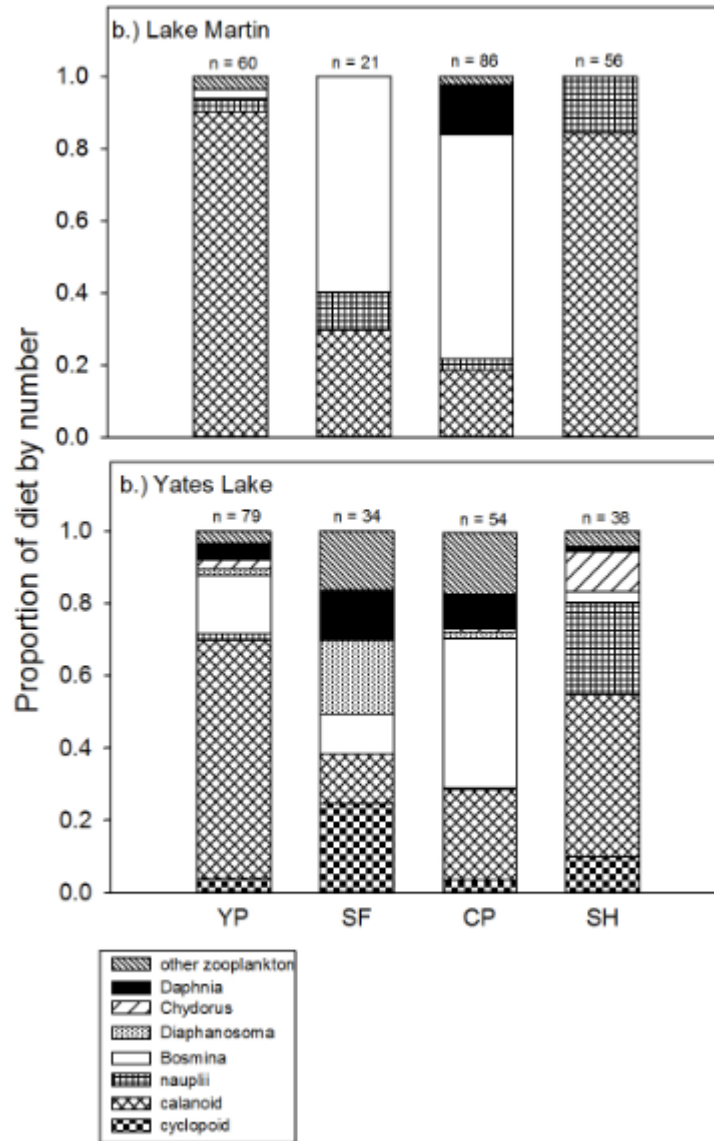 b.) Lake Martin
n = 60 n = 21 n = 86 n = 56
1.0
0.8
0.6
0.4
0.2
0.0
Proportion of diet by number
b.) Yates Lake
n = 79 n = 34 n = 54 n = 38
1.0
0.8
0.6
0.4
0.2
0.0
YP SF CP SH
other zooplankton
Daphnia
Chydorus
Diaphanosoma
Bosmina
nauplii
calanoid
cyclopoid